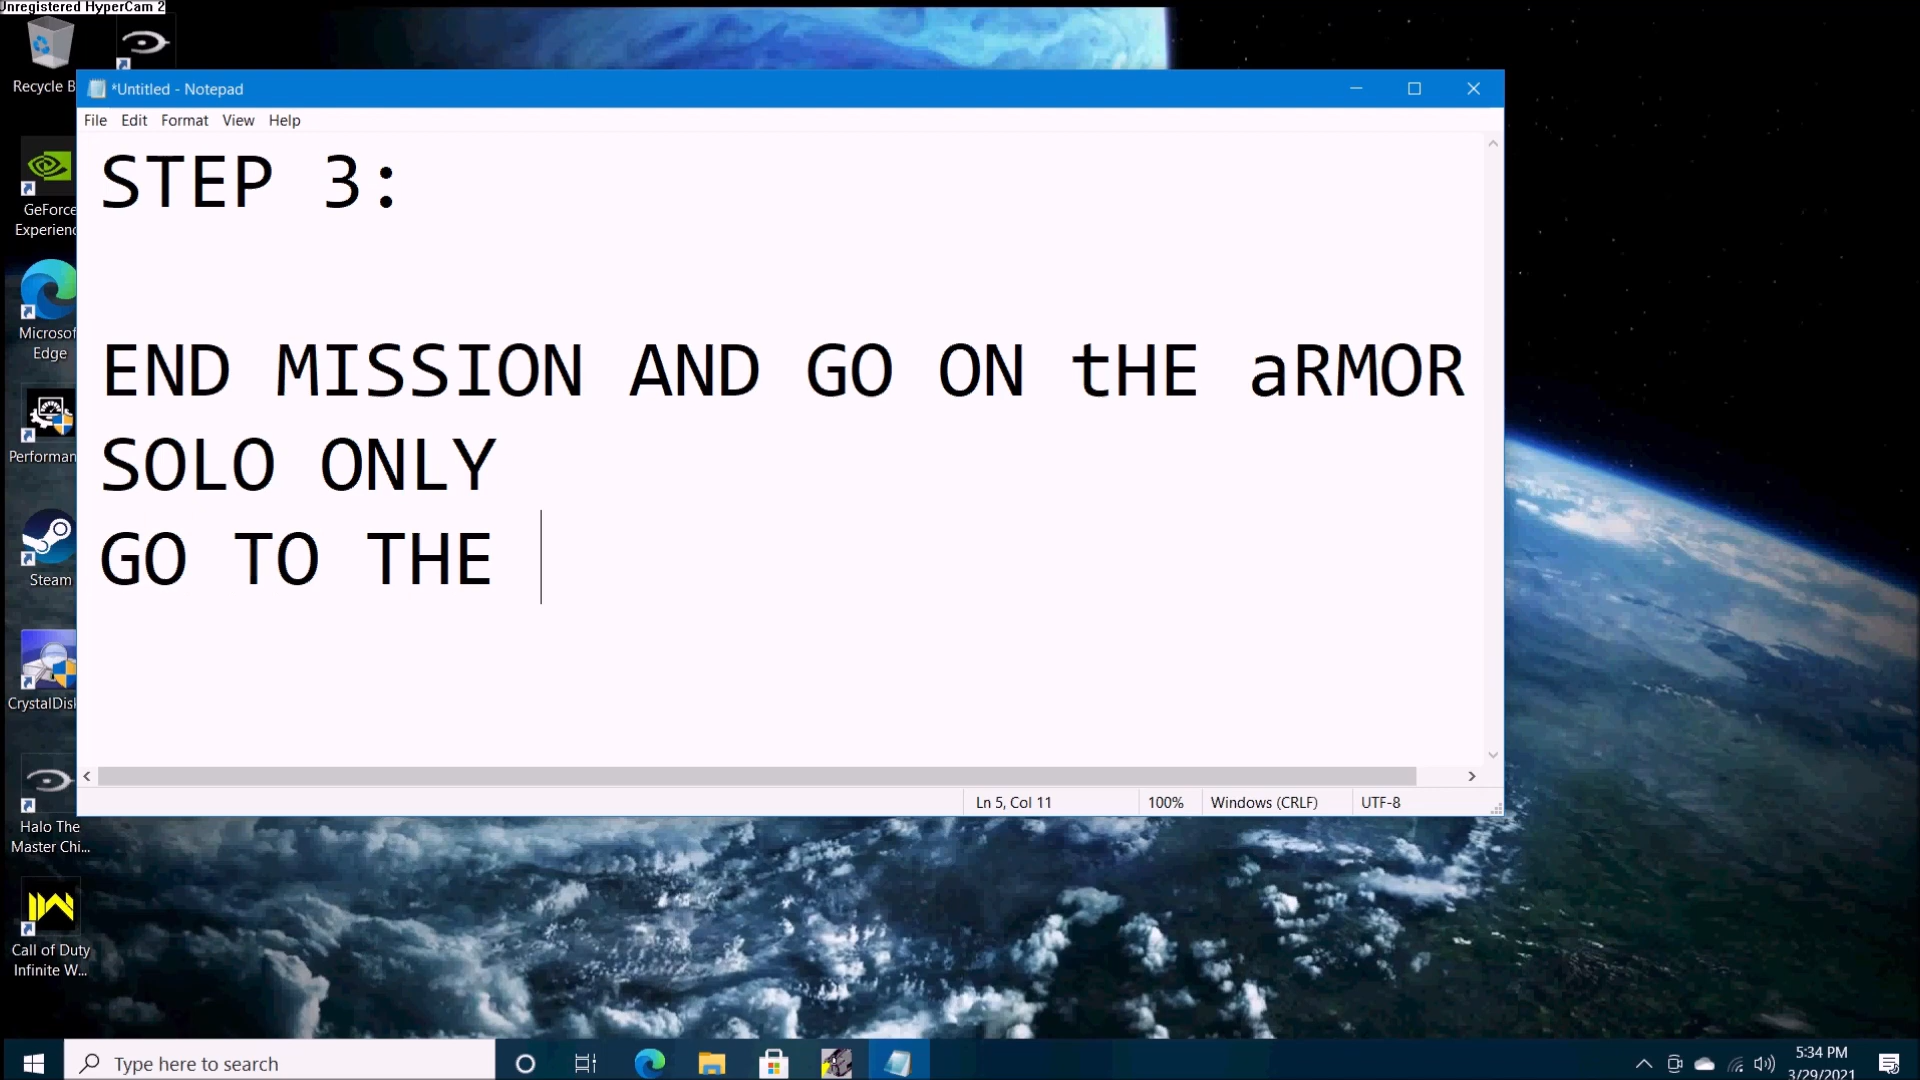 Unregistered HyperCam 2
Recycle B
*Untitled - Notepad
File Edit Format View Help
STEP 3:
END MISSION AND GO ON tHE aRMOR
SOLO ONLY
GO TO THE
GeForce
Experienc
Microsof
Edge
Performan
Steam
CrystalDis
Halo The
Master Chi...
Call of Duty
Infinite W...
Ln 5, Col 11
100%
Windows (CRLF)
UTF-8
Type here to search
5:34 PM
3/29/2021